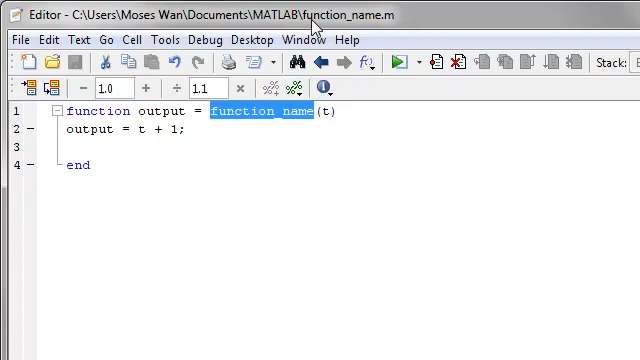 Editor - C:\Users\Moses Wan\Documents\MATLAB\function_name.m
File Edit Text Go Cell Tools Debug Desktop Window Help
Stack:
1.0 1.1
1 function output = function_name(t)
2 output = t + 1;
3
4 end